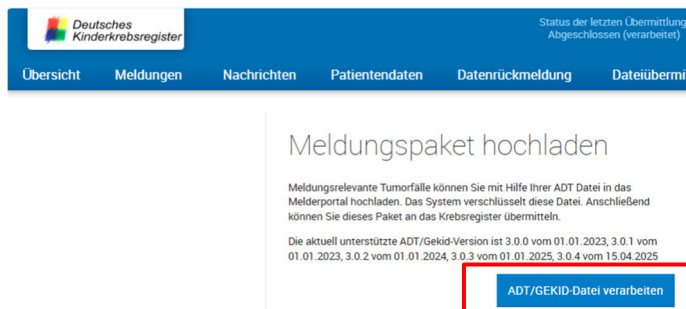 Deutsches
Kinderkrebsregister
Status der letzten Übermittlung
Abgeschlossen (verarbeitet)
Übersicht Meldungen Nachrichten Patientendaten Datenrückmeldung Dateiübermi
Meldungspaket hochladen
Meldungsrelevante Tumorfälle können Sie mit Hilfe Ihrer ADT Datei in das
Melderportal hochladen. Das System verschlüsselt diese Datei. Anschließend
können Sie dieses Paket an das Krebsregister übermitteln.
Die aktuell unterstützte ADT/Gekid-Version ist 3.0.0 vom 01.01.2023, 3.0.1 vom
01.01.2023, 3.0.2 vom 01.01.2024, 3.0.3 vom 01.01.2025, 3.0.4 vom 15.04.2025
ADT/GEKID-Datei verarbeiten